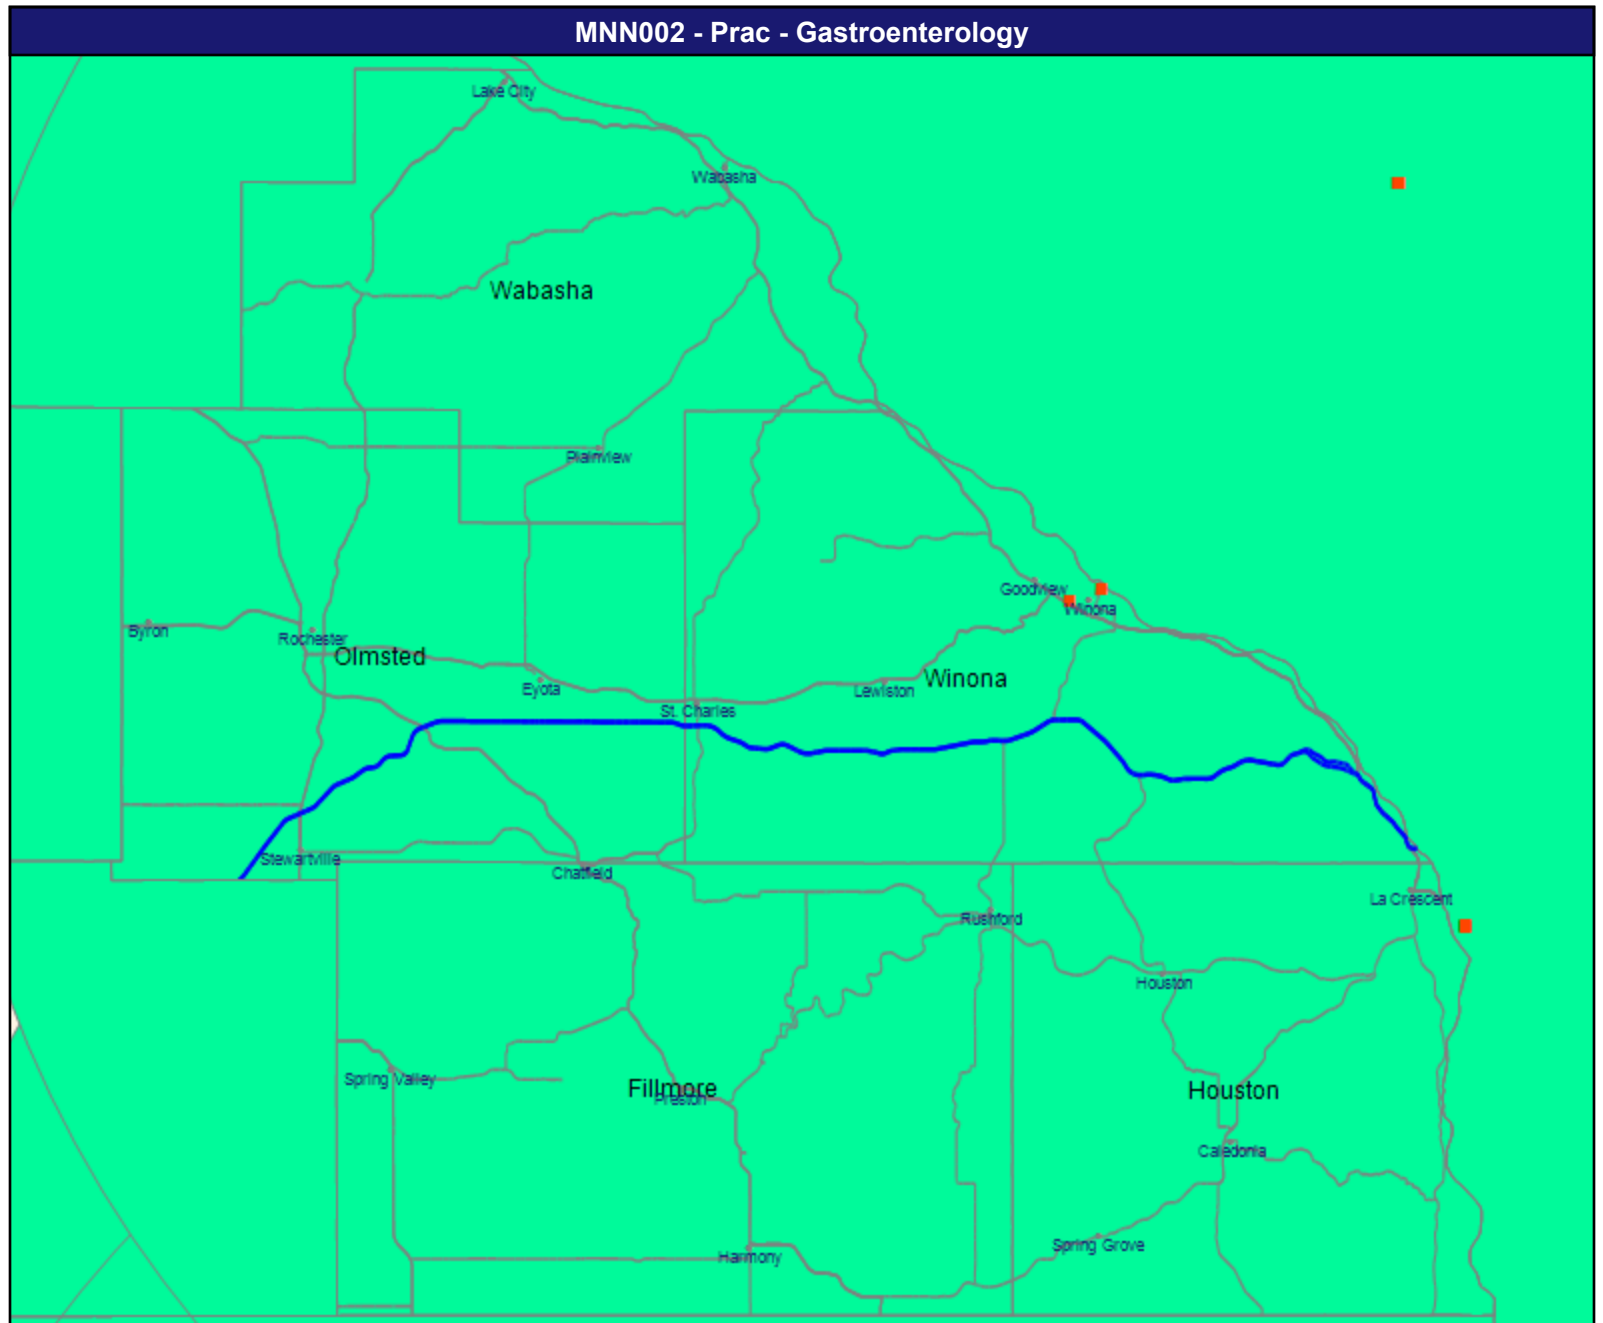 MNN002 - Prac - Gastroenterology
Lake City
Wabasha
Wabasha
Plainview
Goodview
Winona
Byron
Rochester
Olmsted
Eyota
Lewiston
Winona
St. Charles
Stewartville
Chatfield
La Crescent
Rushford
Houston
Spring Valley
Fillmore
Preston
Houston
Caledonia
Harmony
Spring Grove